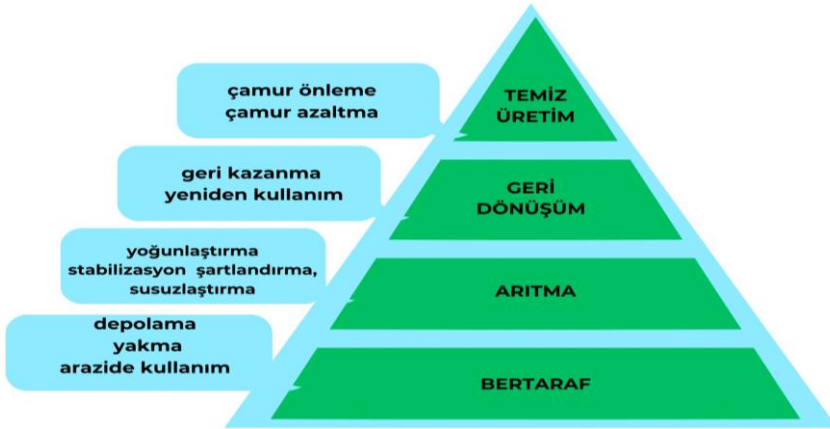 çamur önleme
çamur azaltma
TEMİZ
ÜRETİM
geri kazanma
yeniden kullanım
GERİ
DÖNÜŞÜM
yoğunlaştırma
stabilizasyon şartlandırma,
susuzlaştırma
ARITMA
depolama
yakma
arazide kullanım
BERTARAF